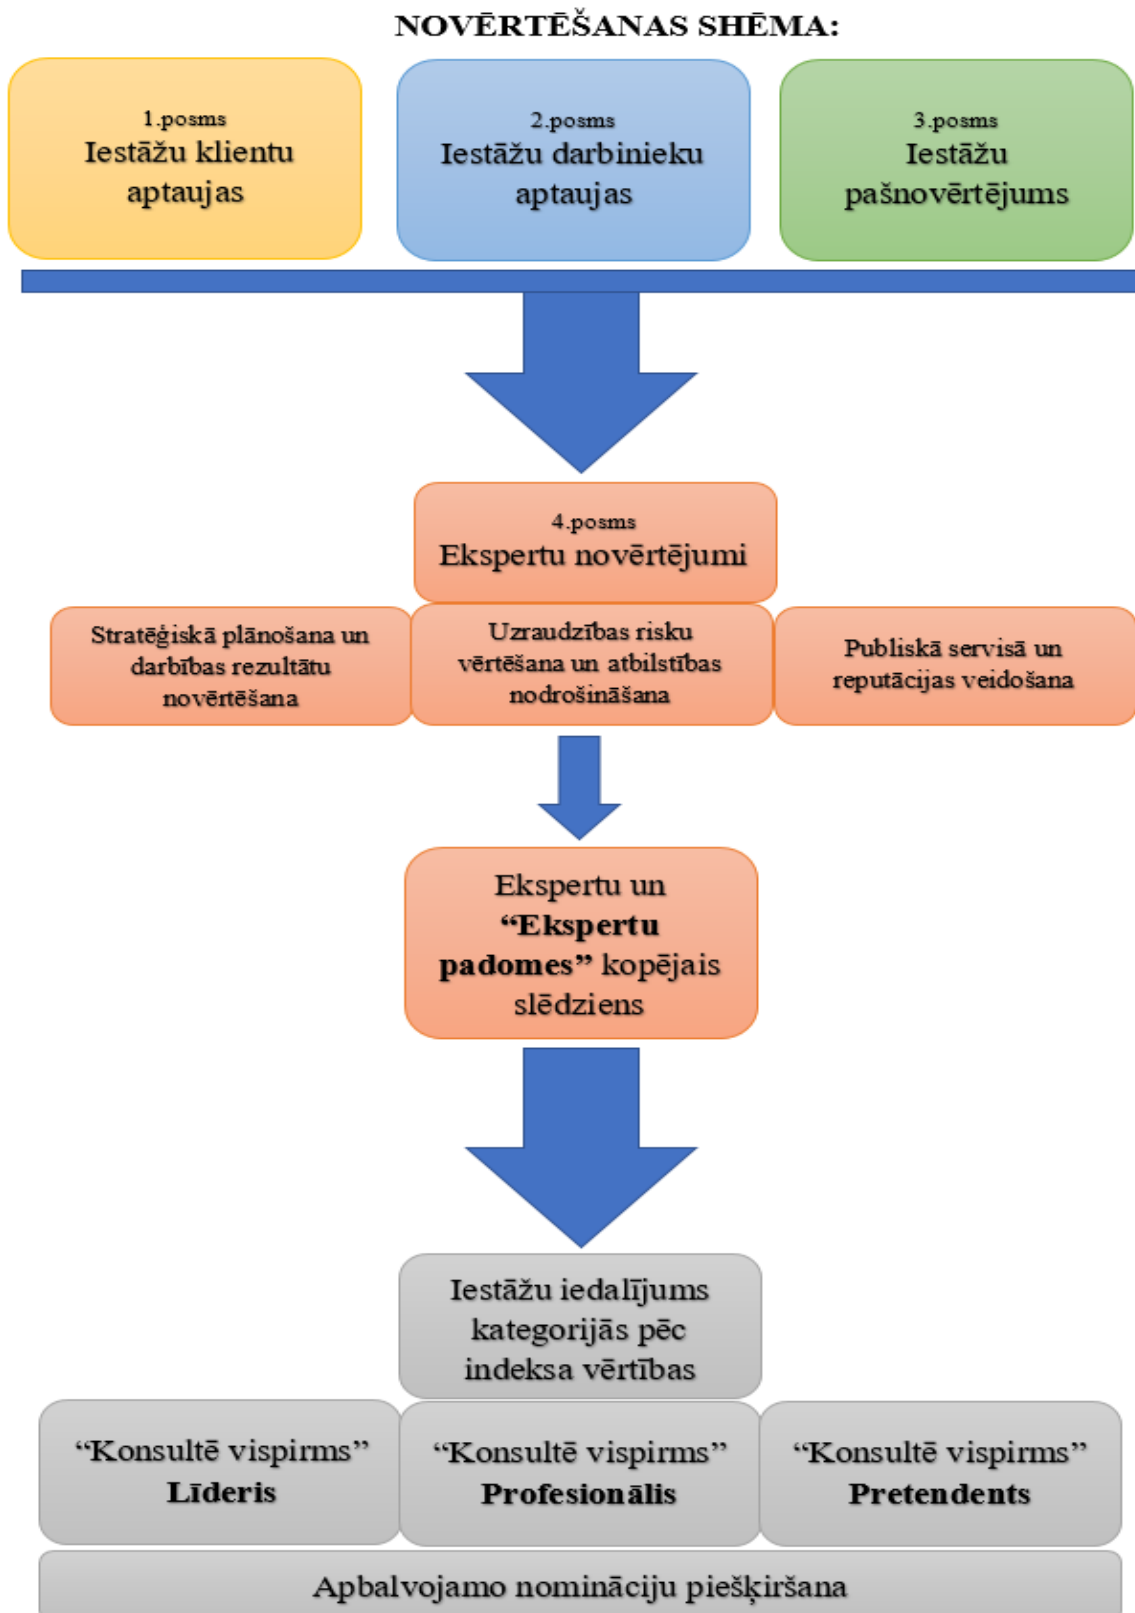 NOVĒRTĒŠANAS SHĒMA:
1.posms
Iestāžu klientu
aptaujas
2.posms
Iestāžu darbinieku
aptaujas
3.posms
Iestāžu
pašnovērtējums
4.posms
Ekspertu novērtējumi
Stratēģiskā plānošana un
darbības rezultātu
novērtēšana
Uzraudzības risku
vērtēšana un atbilstības
nodrošināšana
Publiskā servisā un
reputācijas veidošana
Ekspertu un
“Ekspertu
padomes” kopējais
slēdziens
Iestāžu iedalījums
kategorijās pēc
indeksa vērtības
“Konsultē vispirms”
Līderis
“Konsultē vispirms”
Profesionālis
“Konsultē vispirms”
Pretendents
Apbalvojamo nomināciju piešķiršana